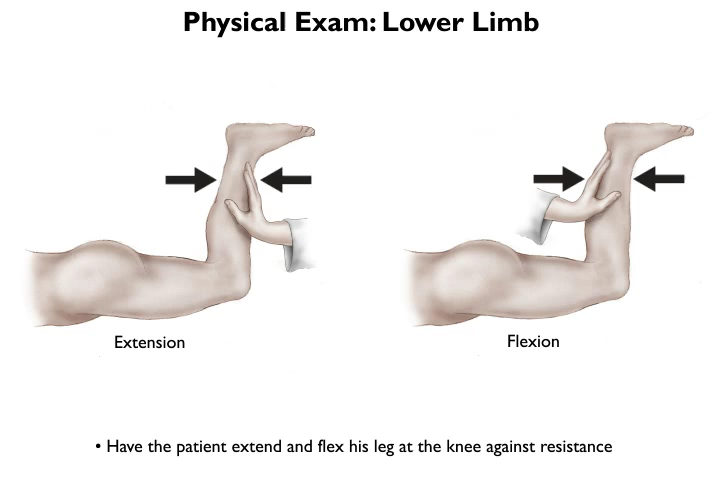 Physical Exam: Lower Limb
Extension
Flexion
• Have the patient extend and flex his leg at the knee against resistance